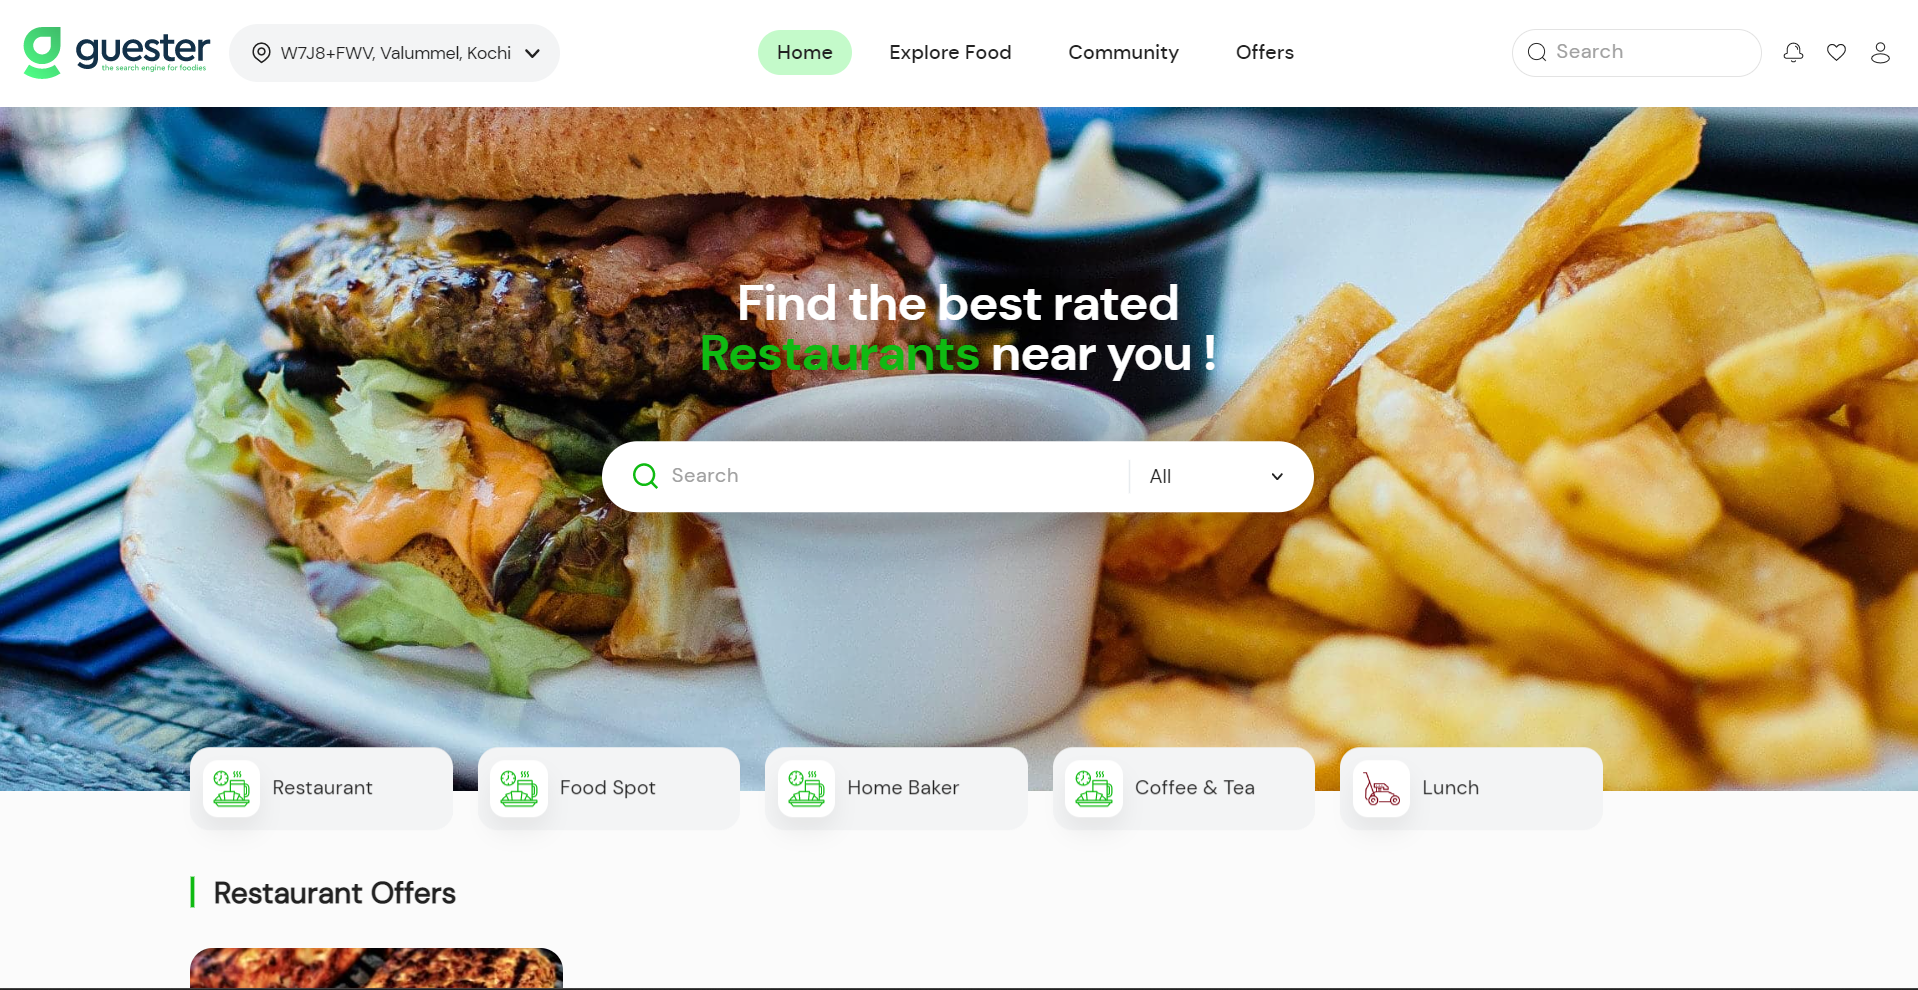 guester
the search engine for foodies
W7J8+FWV, Valummel, Kochi
Home
Explore Food
Community
Offers
Search
Find the best rated
Restaurants near you !
Search
All
Restaurant
Food Spot
Home Baker
Coffee & Tea
Lunch
Restaurant Offers